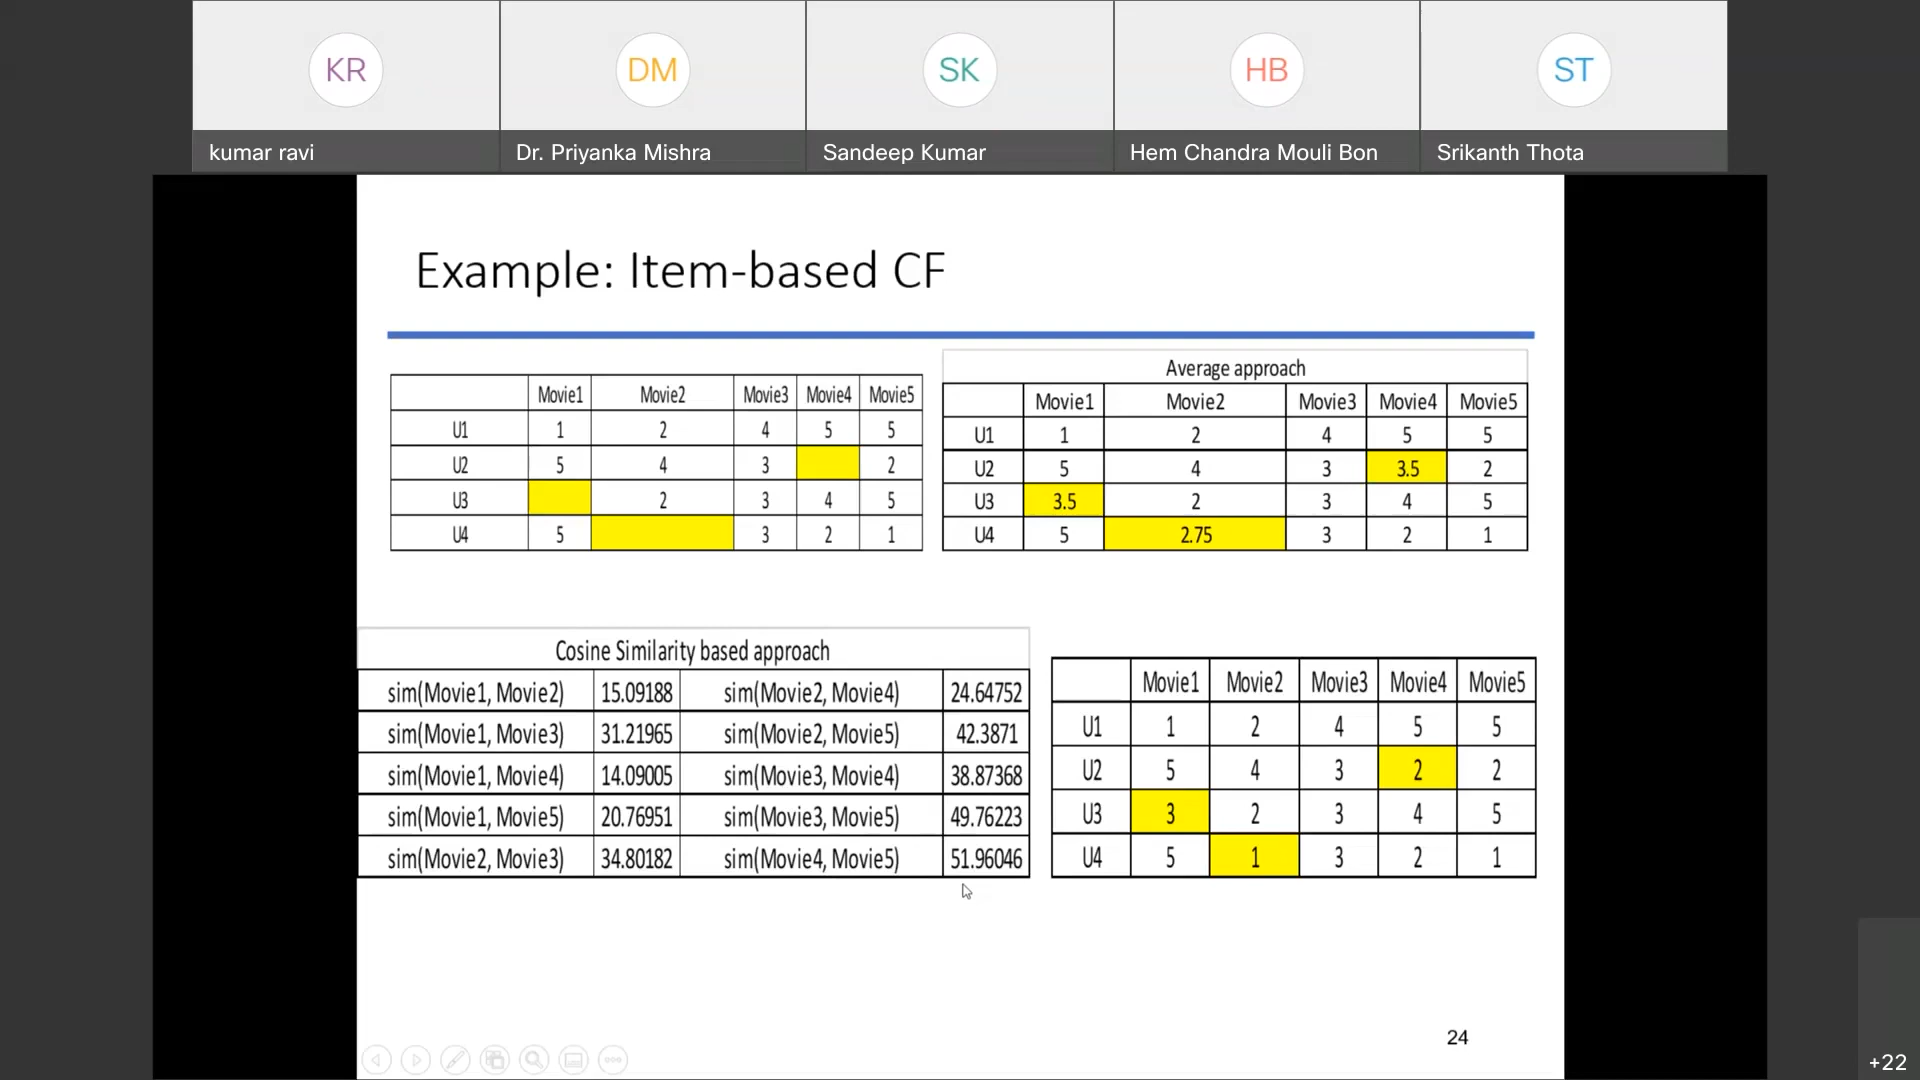 KR DM SK HB ST
kumar ravi Dr. Priyanka Mishra Sandeep Kumar Hem Chandra Mouli Bon Srikanth Thota
Example: Item-based CF
Movie1 Movie2 Movie3 Movie4 Movie5
U1 1 2 4 5 5
U2 5 4 3 2
U3 2 3 4 5
U4 5 3 2 1
Average approach
Movie1 Movie2 Movie3 Movie4 Movie5
U1 1 2 4 5 5
U2 5 4 3 3.5 2
U3 3.5 2 3 4 5
U4 5 2.75 3 2 1
Cosine Similarity based approach
sim(Movie1, Movie2) 15.09188 sim(Movie2, Movie4) 24.64752
sim(Movie1, Movie3) 31.21965 sim(Movie2, Movie5) 42.3871
sim(Movie1, Movie4) 14.09005 sim(Movie3, Movie4) 38.87368
sim(Movie1, Movie5) 20.76951 sim(Movie3, Movie5) 49.76223
sim(Movie2, Movie3) 34.80182 sim(Movie4, Movie5) 51.96046
Movie1 Movie2 Movie3 Movie4 Movie5
U1 1 2 4 5 5
U2 5 4 3 2 2
U3 3 2 3 4 5
U4 5 1 3 2 1
24
+22